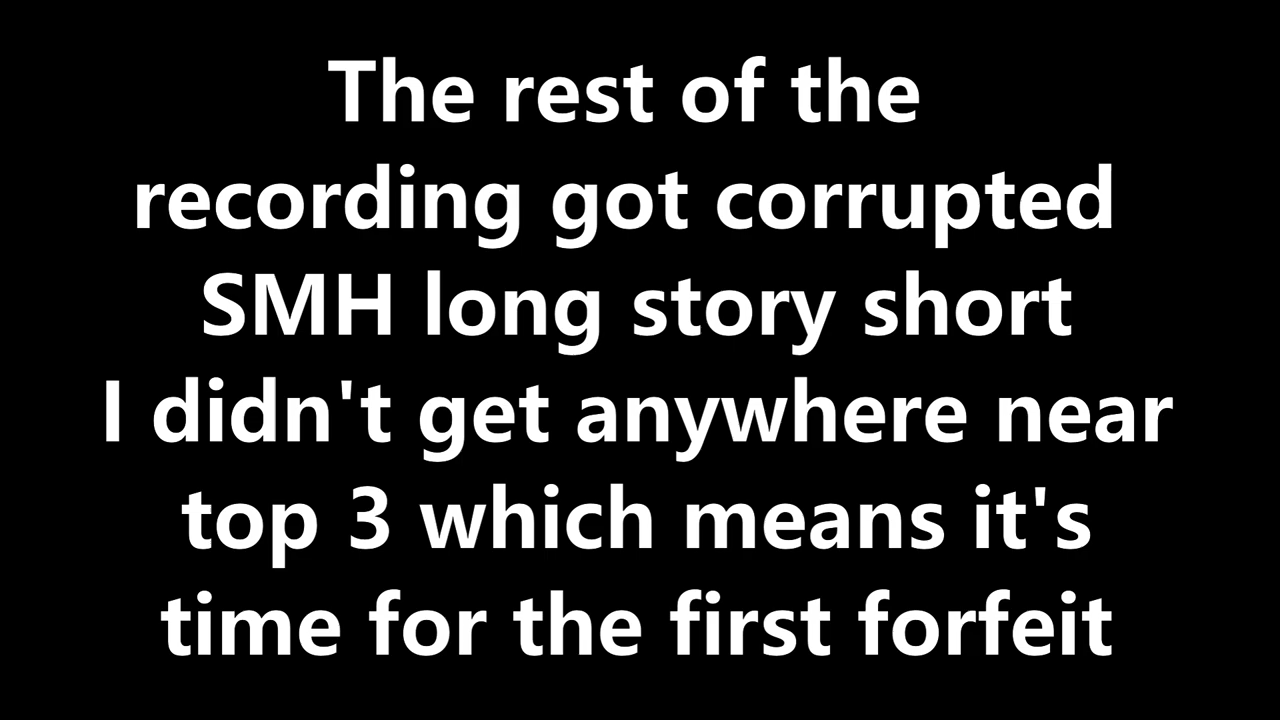 The rest of the
recording got corrupted
SMH long story short
I didn't get anywhere near
top 3 which means it's
time for the first forfeit